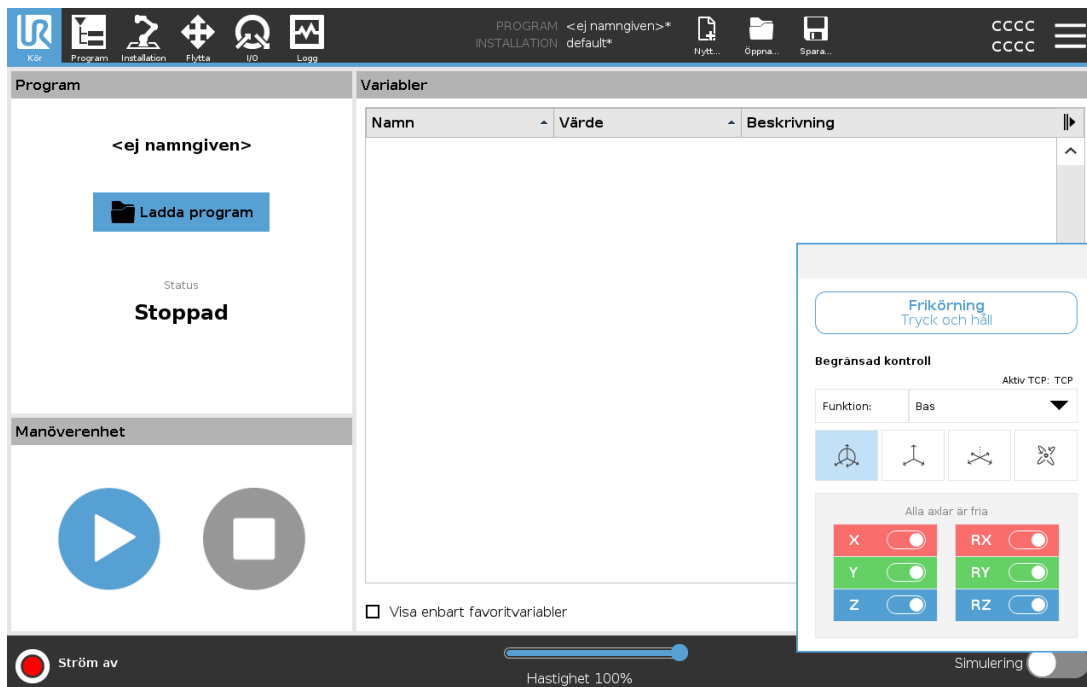 PROGRAM <ej namngiven>*
INSTALLATION default*
CCCC
CCCC
Kör Program Installation Flytta I/O Logg
Nytt... Öppna... Spara...
Program
<ej namngiven>
Ladda program
Status
Stoppad
Manöverenhet
Variabler
Namn Värde Beskrivning
Visa enbart favoritvariabler
Frikörning
Tryck och håll
Begränsad kontroll
Aktiv TCP: TCP
Funktion: Bas
Alla axlar är fria
X RX
Y RY
Z RZ
Ström av
Hastighet 100%
Simulering